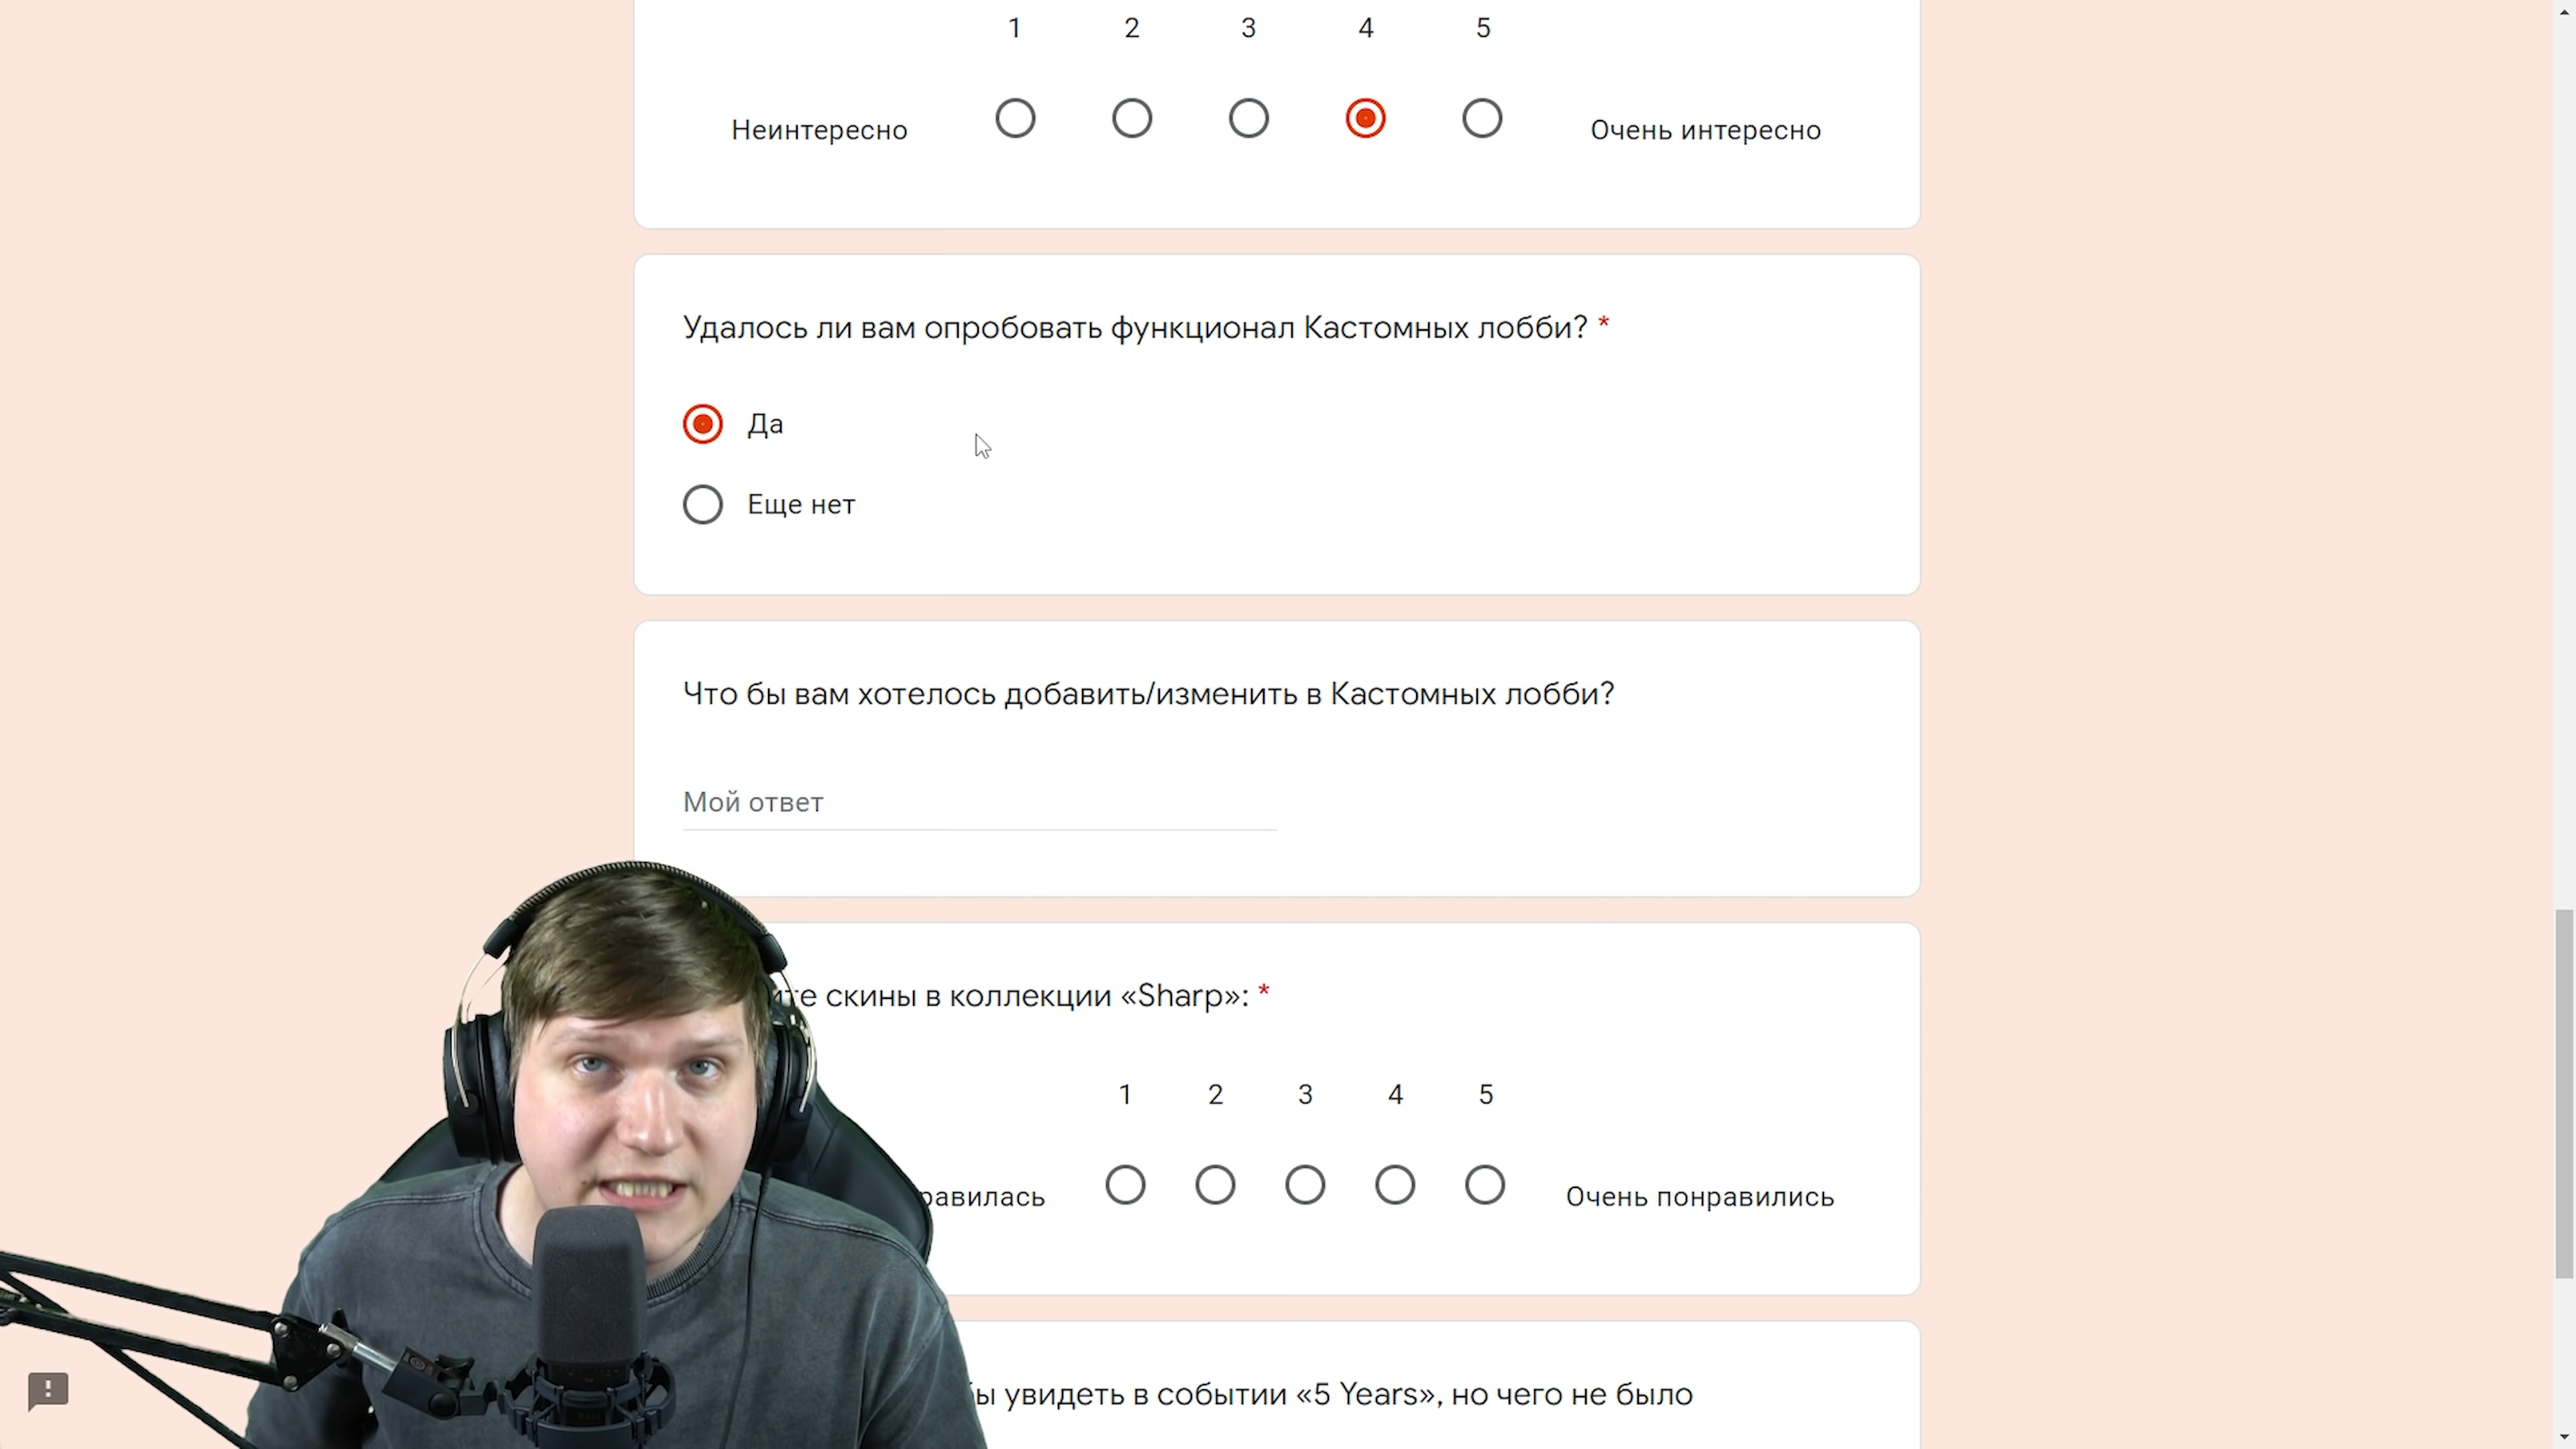 1 2 3 4 5
Неинтересно Очень интересно
Удалось ли вам опробовать функционал Кастомных лобби? *
Да
Еще нет
Что бы вам хотелось добавить/изменить в Кастомных лобби?
Мой ответ
скины в коллекции «Sharp»: *
1 2 3 4 5
Очень понравились
увидеть в событии «5 Years», но чего не было